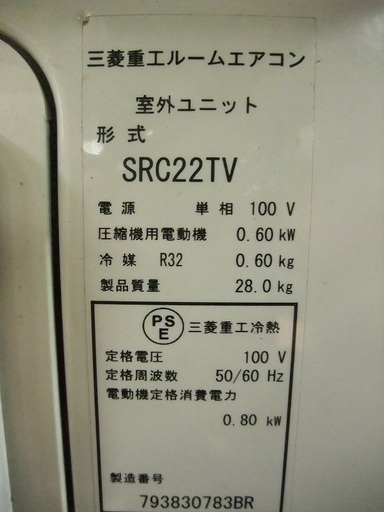 三菱重工ルームエアコン
室外ユニット
形式
SRC22TV
電源 単相 100 V
圧縮機用電動機 0.60 kW
冷媒 R32 0.60 kg
製品質量 28.0 kg
PS
E 三菱重工冷熱
定格電圧 100 V
定格周波数 50/60 Hz
電動機定格消費電力
0.80 kW
製造番号
793830783BR